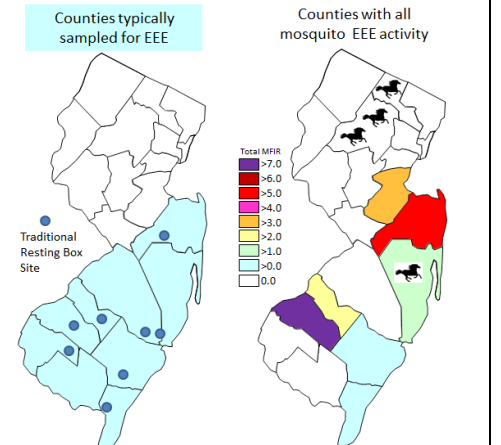 Counties typically
sampled for EEE
Counties with all
mosquito EEE activity
Traditional
Resting Box
Site
Total MFIR
>7.0
>6.0
>5.0
>4.0
>3.0
>2.0
>1.0
>0.0
0.0